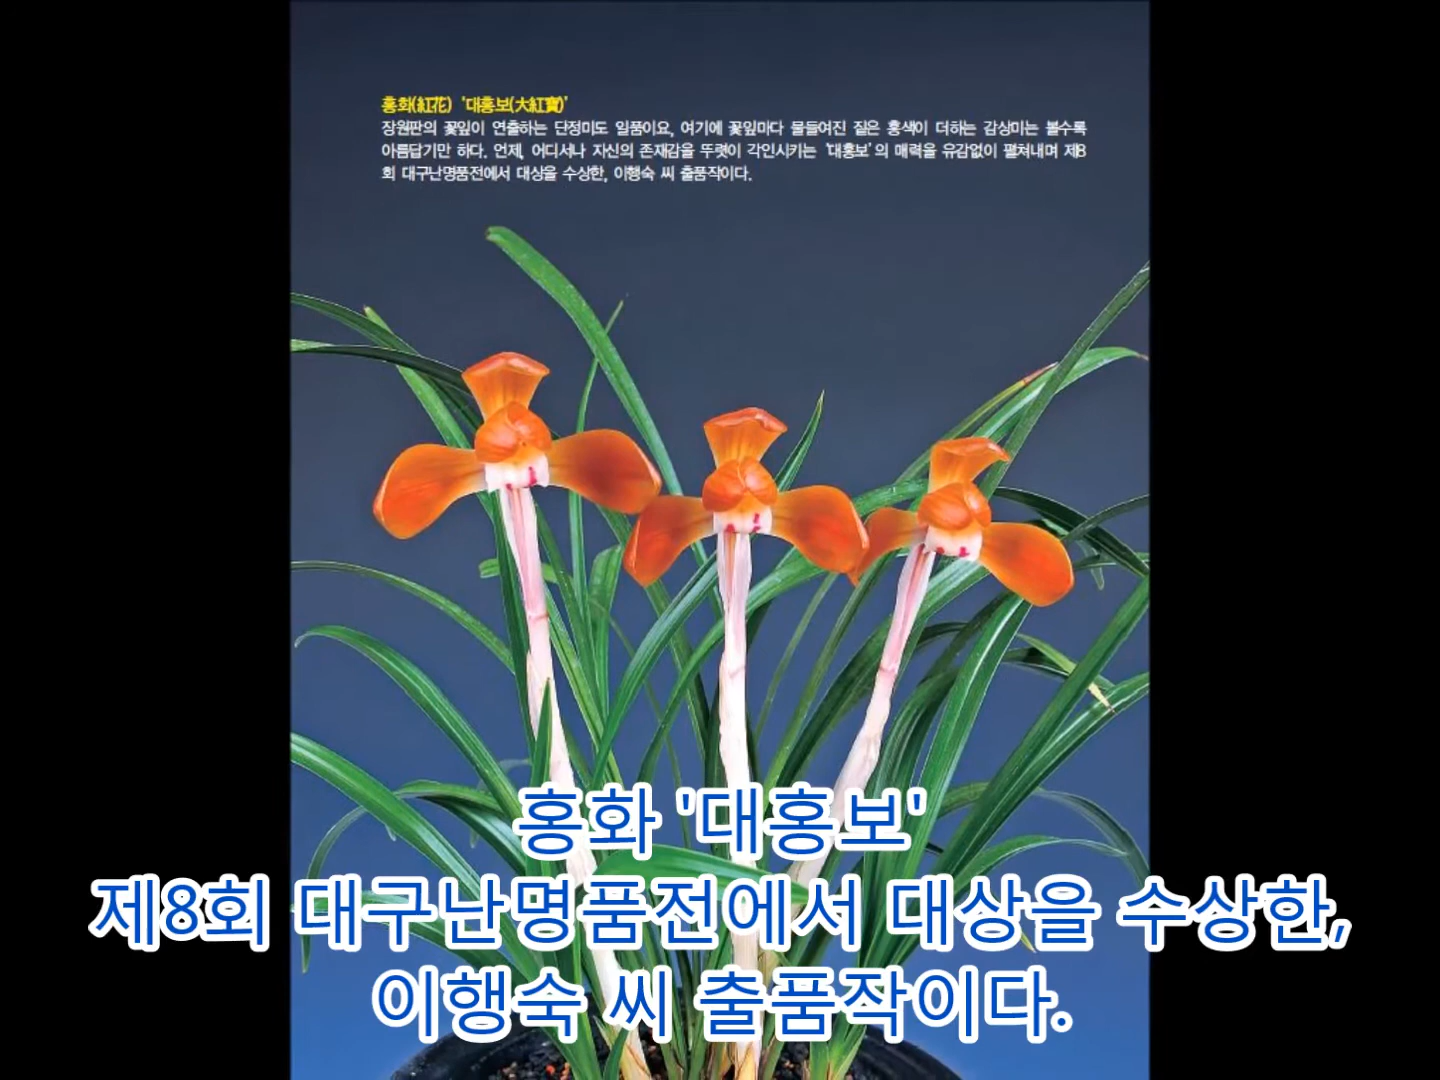 홍화(紅花) '대홍보(大紅寶)'
장원판의 꽃잎이 연출하는 단정미도 일품이요, 여기에 꽃잎마다 물들여진 짙은 홍색이 더하는 감상미는 볼수록
아름답기만 하다. 언제, 어디서나 자신의 존재감을 뚜렷이 각인시키는 '대홍보'의 매력을 유감없이 펼쳐내며 제8
회 대구난명품전에서 대상을 수상한, 이행숙 씨 출품작이다.
홍화 '대홍보'
제8회 대구난명품전에서 대상을 수상한,
이행숙 씨 출품작이다.